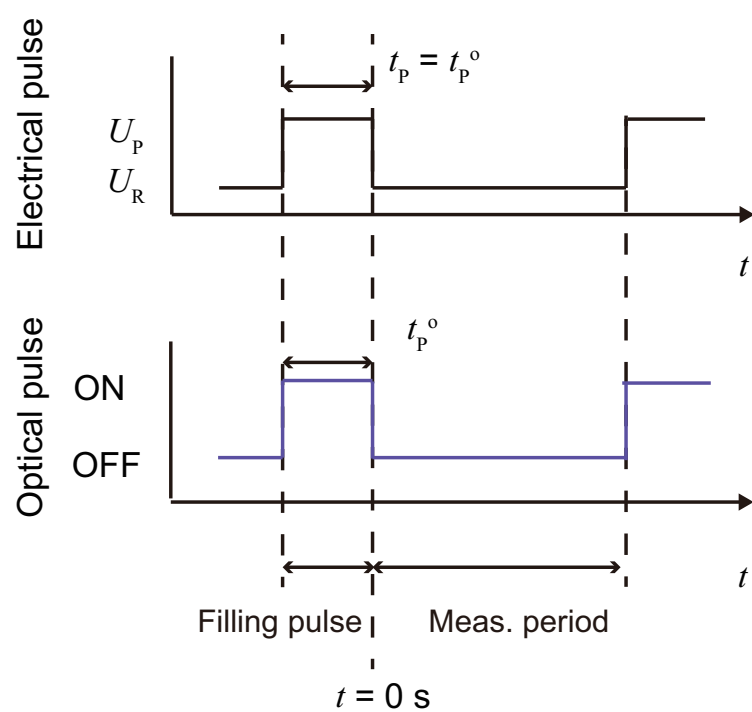 Electrical pulse
t_P = t_P^o
U_P
U_R
t
Optical pulse
t_P^o
ON
OFF
t
Filling pulse
Meas. period
t = 0 s